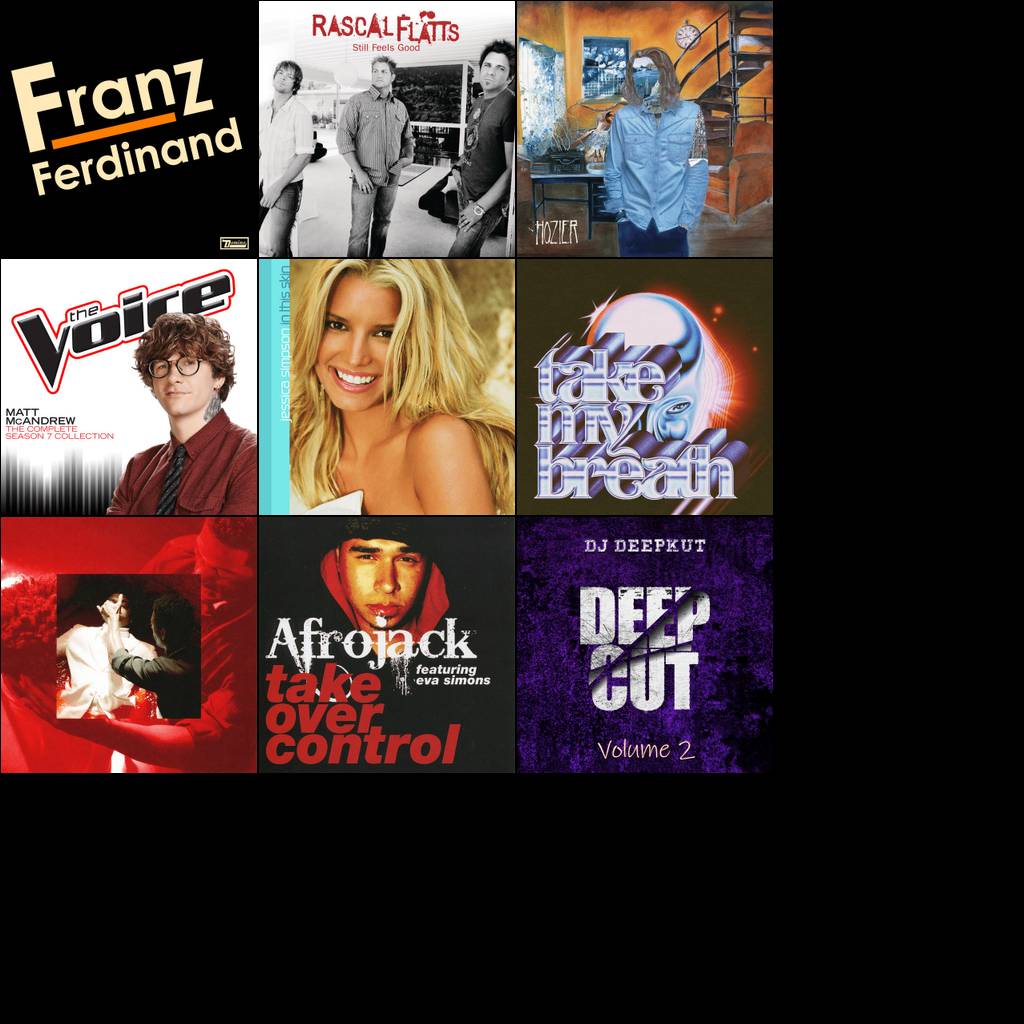 Franz
Ferdinand
Domino
RASCAL FLATTS
Still Feels Good
HOZIER
the
Voice
MATT
McANDREW
THE COMPLETE
SEASON 7 COLLECTION
jessica simpson in this skin
take
my
breath
Afrojack
featuring
eva simons
take
over
control
DJ DEEPKUT
DEEP
CUT
Volume 2